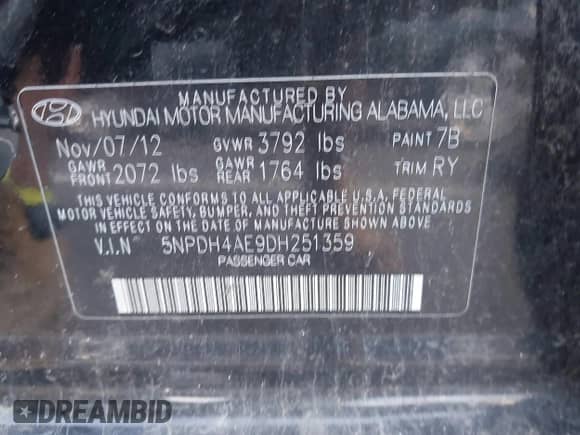 MANUFACTURED BY
HYUNDAI MOTOR MANUFACTURING ALABAMA, LLC
Nov/07/12 GVWR 3792 lbs PAINT 7B
GAWR FRONT 2072 lbs GAWR REAR 1764 lbs TRIM RY
THIS VEHICLE CONFORMS TO ALL APPLICABLE U.S.A. FEDERAL
MOTOR VEHICLE SAFETY, BUMPER, AND THEFT PREVENTION STANDARDS
IN EFFECT ON THE DATE OF MANUFACTURE SHOWN ABOVE
V.I.N 5NPDH4AE9DH251359
PASSENGER CAR
DREAMBID